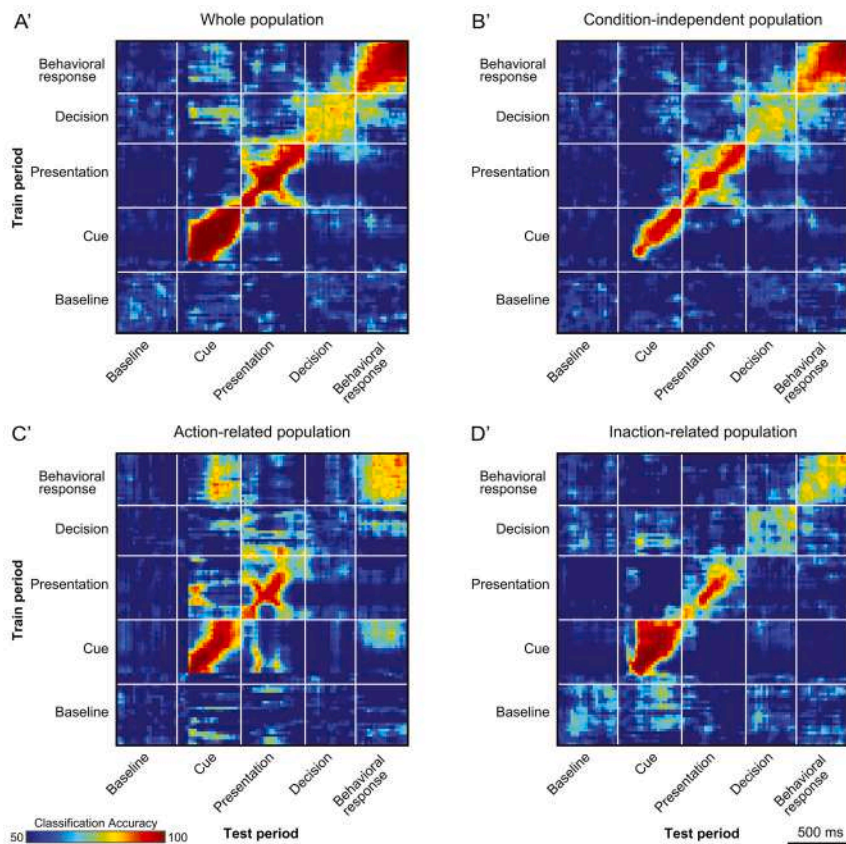 A'
Whole population
Behavioral
response
Decision
Presentation
Cue
Baseline
Train period
Baseline
Cue
Presentation
Decision
Behavioral
response
B'
Condition-independent population
Behavioral
response
Decision
Presentation
Cue
Baseline
Baseline
Cue
Presentation
Decision
Behavioral
response
C'
Action-related population
Behavioral
response
Decision
Presentation
Cue
Baseline
Train period
Baseline
Cue
Presentation
Decision
Behavioral
response
D'
Inaction-related population
Behavioral
response
Decision
Presentation
Cue
Baseline
Baseline
Cue
Presentation
Decision
Behavioral
response
Classification Accuracy
50
100
Test period
Test period
500 ms